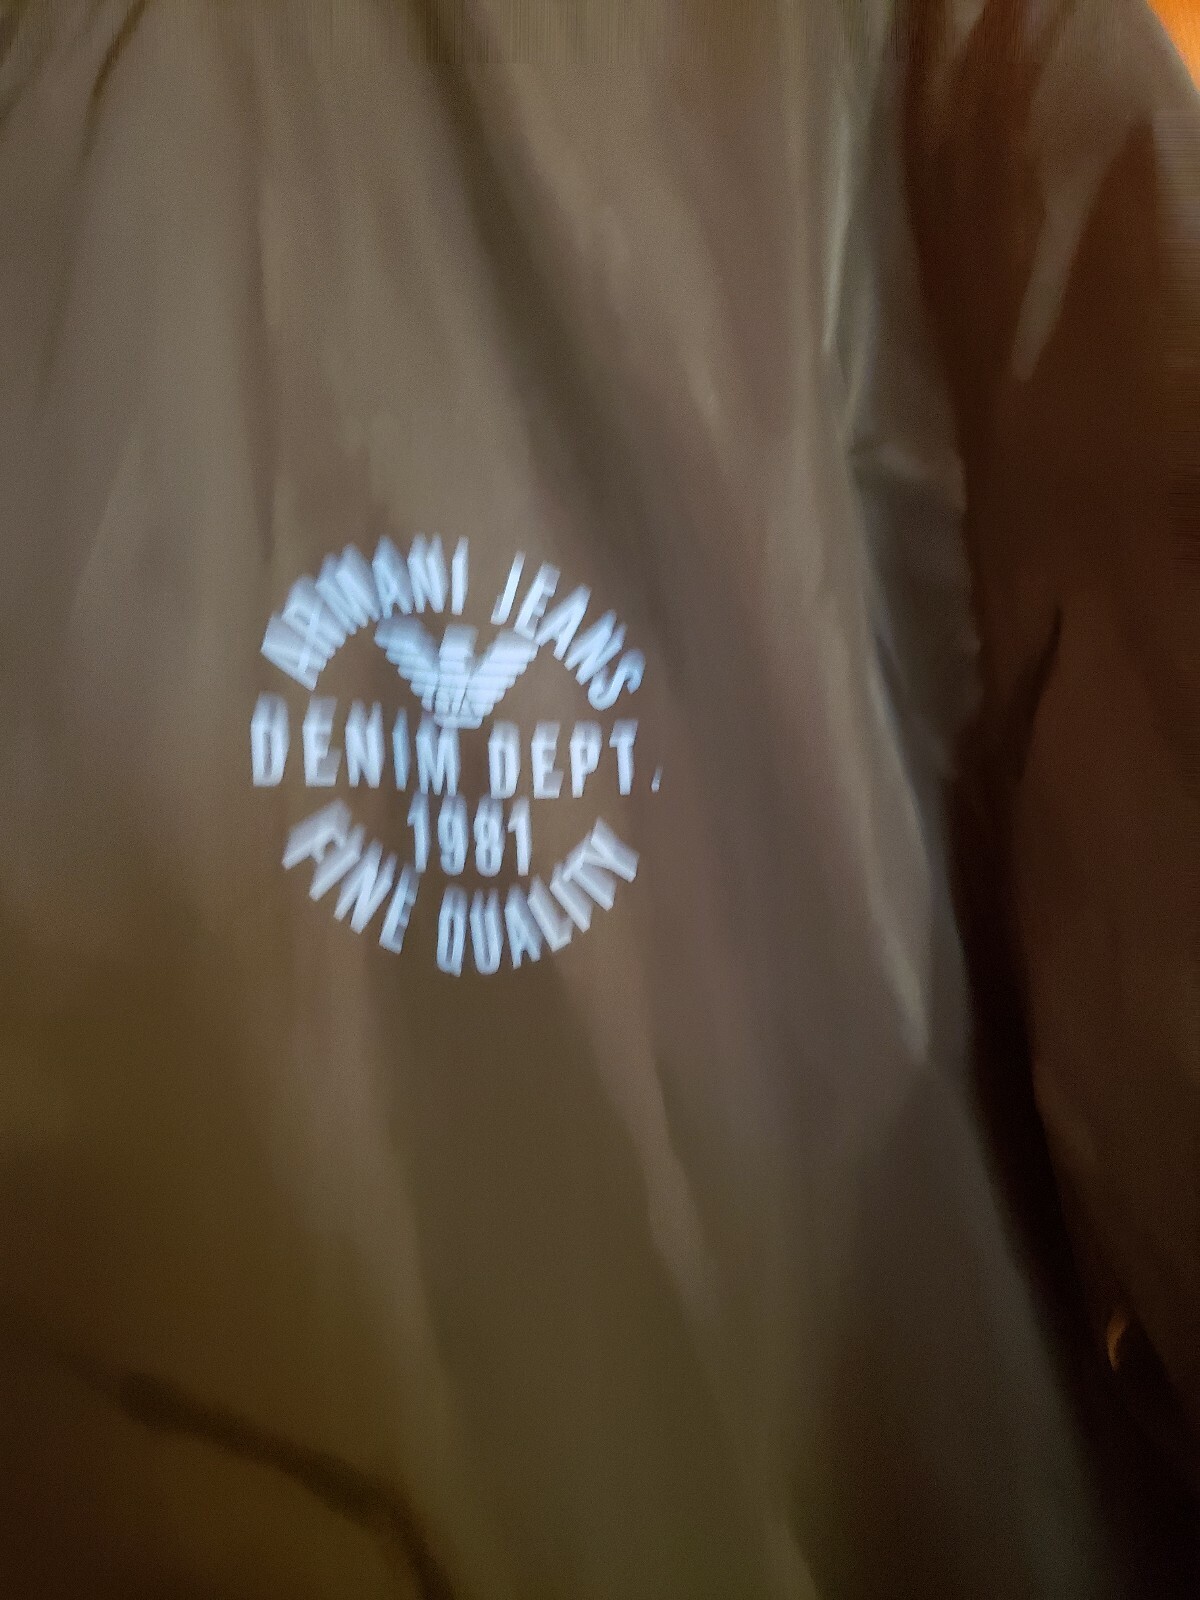 ARMANI JEANS
DENIM DEPT.
1981
FINE QUALITY